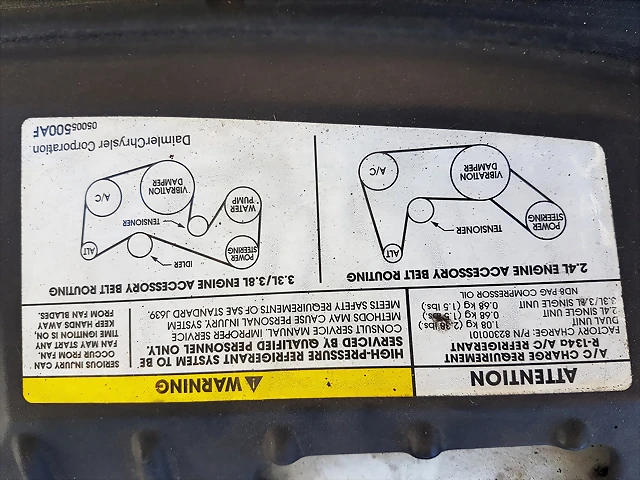 ATTENTION
A/C CHARGE REQUIREMENT
R-134a A/C REFRIGERANT
FACTORY CHARGE: P/N 82300101
DUAL UNIT 1.08 kg (2.38 lbs)
2.4L SINGLE UNIT 0.68 kg (1.5 lbs)
3.3L/3.8L SINGLE UNIT 0.68 kg (1.5 lbs)
ND8-PAG COMPRESSOR OIL
WARNING
HIGH-PRESSURE REFRIGERANT SYSTEM TO BE
SERVICED BY QUALIFIED PERSONNEL ONLY.
CONSULT SERVICE MANUAL. IMPROPER SERVICE
METHODS MAY CAUSE PERSONAL INJURY. SYSTEM
MEETS SAFETY REQUIREMENTS OF SAE STANDARD J639.
SERIOUS INJURY CAN
OCCUR FROM FAN.
FAN MAY START ANY
TIME IGNITION IS ON,
KEEP HANDS AWAY
FROM FAN BLADES.
2.4L ENGINE ACCESSORY BELT ROUTING
ALT
TENSIONER
POWER
STEERING
A/C
VIBRATION
DAMPER
3.3L/3.8L ENGINE ACCESSORY BELT ROUTING
POWER
STEERING
IDLER
ALT
WATER
PUMP
TENSIONER
VIBRATION
DAMPER
A/C
DaimlerChrysler Corporation
05005500AF